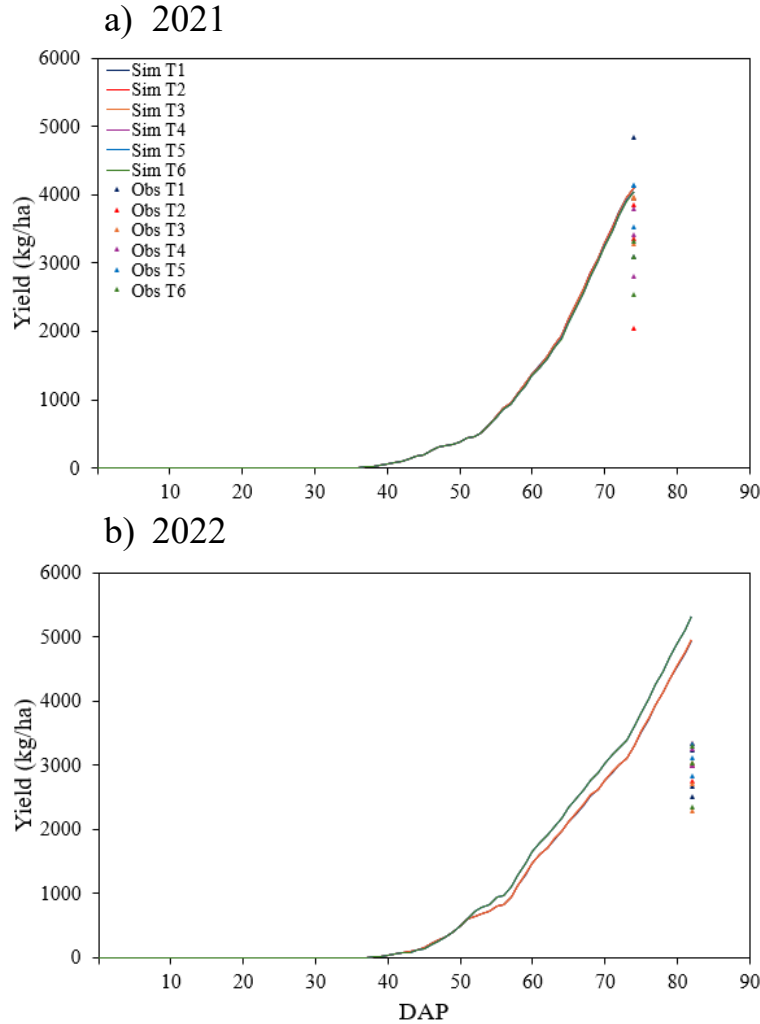 a) 2021
6000
5000
4000
3000
2000
1000
0
Yield (kg/ha)
Sim T1
Sim T2
Sim T3
Sim T4
Sim T5
Sim T6
Obs T1
Obs T2
Obs T3
Obs T4
Obs T5
Obs T6
10 20 30 40 50 60 70 80 90
b) 2022
6000
5000
4000
3000
2000
1000
0
Yield (kg/ha)
10 20 30 40 50 60 70 80 90
DAP